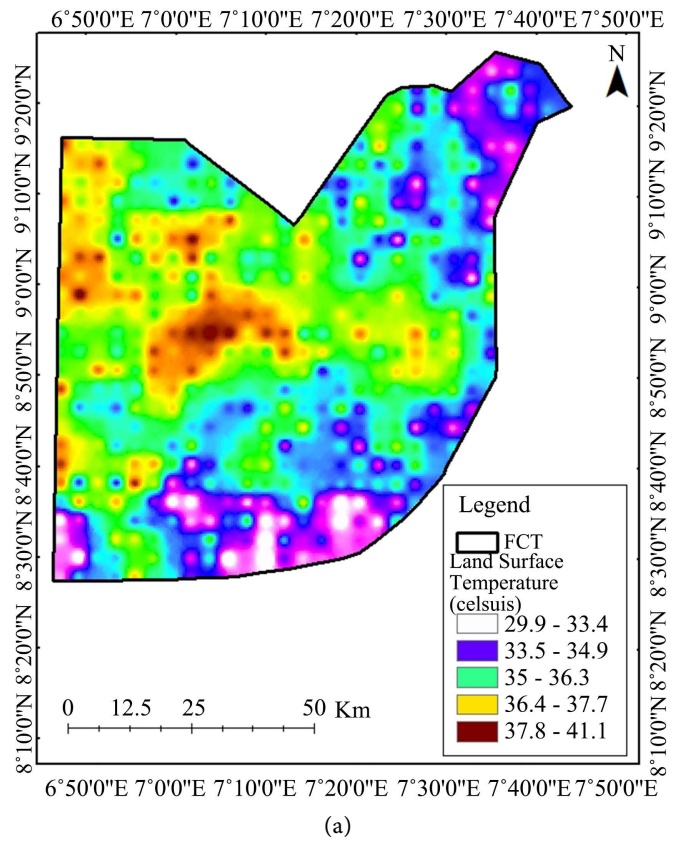 6°50'0"E 7°0'0"E 7°10'0"E 7°20'0"E 7°30'0"E 7°40'0"E 7°50'0"E
N
9°20'0"N
9°10'0"N
9°0'0"N
8°50'0"N
8°40'0"N
8°30'0"N
8°20'0"N
8°10'0"N
9°20'0"N
9°10'0"N
9°0'0"N
8°50'0"N
8°40'0"N
8°30'0"N
8°20'0"N
8°10'0"N
Legend
FCT
Land Surface
Temperature
(celsuis)
29.9 - 33.4
33.5 - 34.9
35 - 36.3
36.4 - 37.7
37.8 - 41.1
0 12.5 25 50 Km
6°50'0"E 7°0'0"E 7°10'0"E 7°20'0"E 7°30'0"E 7°40'0"E 7°50'0"E
(a)